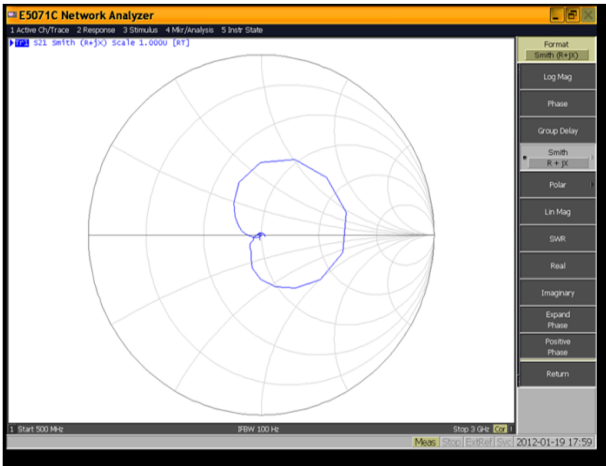 E5071C Network Analyzer
1 Active Ch/Trace 2 Response 3 Stimulus 4 Mkr/Analysis 5 Instr State
Tr1 S21 Smith (R+jX) Scale 1.000U [RT]
Format
Smith (R+jX)
Log Mag
Phase
Group Delay
Smith
R + jX
Polar
Lin Mag
SWR
Real
Imaginary
Expand
Phase
Positive
Phase
Return
1 Start 500 MHz IFBW 100 Hz Stop 3 GHz Cor !
Meas Stop ExtRef Svc 2012-01-19 17:59